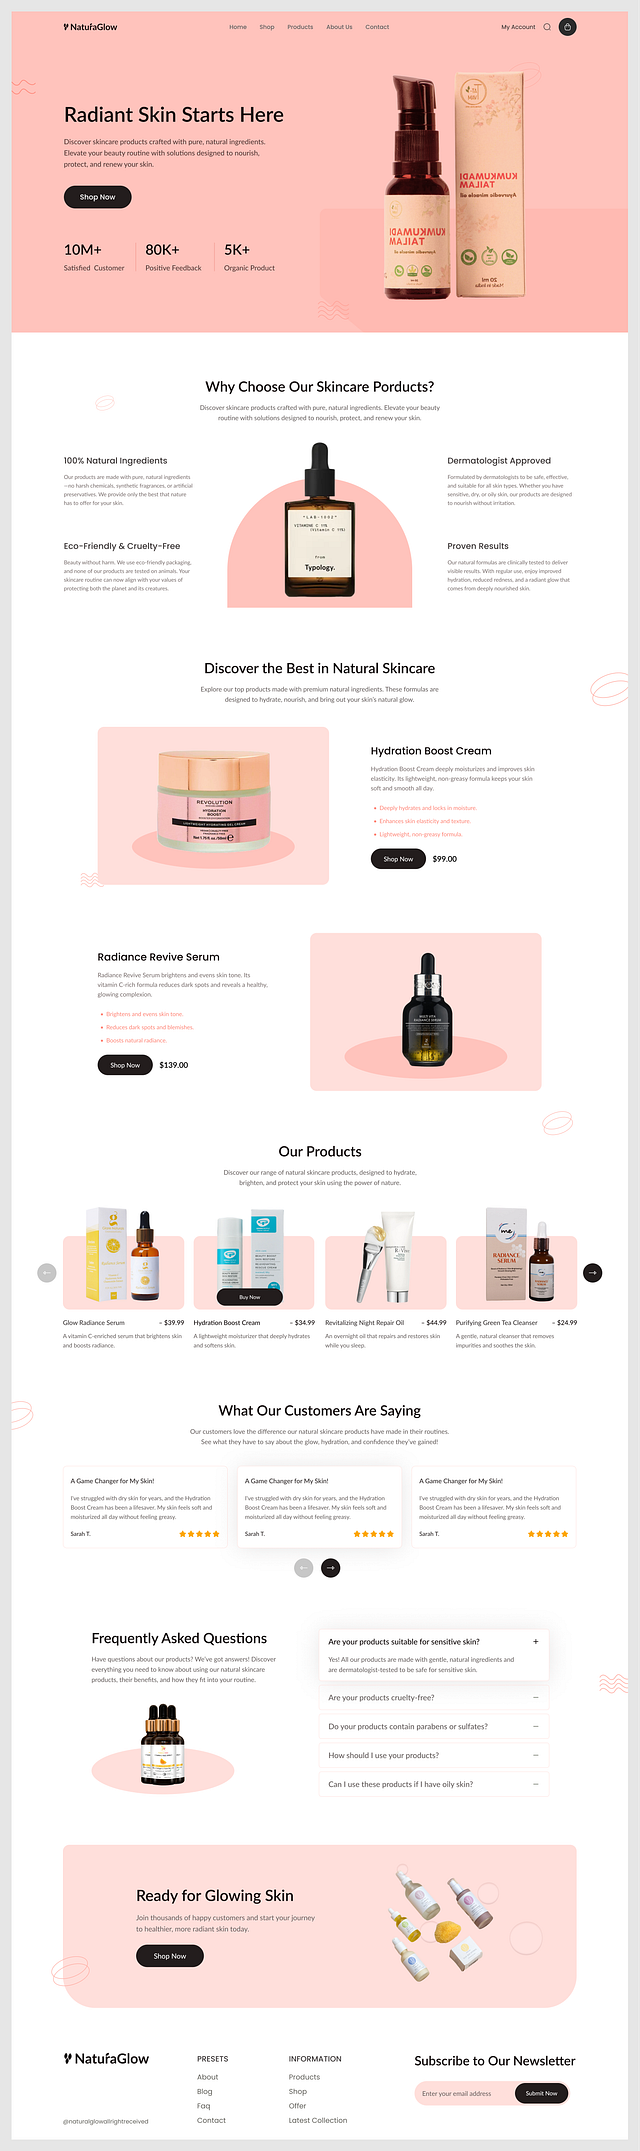 NaturaGlow
Home Shop Products About Us Contact
My Account
Radiant Skin Starts Here
Discover skincare products crafted with pure, natural ingredients.
Elevate your beauty routine with solutions designed to nourish,
protect, and renew your skin.
Shop Now
10M+ 80K+ 5K+
Satisfied Customer Positive Feedback Organic Product
KUMKUMADI
TAILAM
Ayurvedic miracle oil
20 ml
KUMKUMADI
TAILAM
Why Choose Our Skincare Porducts?
Discover skincare products crafted with pure, natural ingredients. Elevate your beauty
routine with solutions designed to nourish, protect, and renew your skin.
100% Natural Ingredients
Our products are made with pure, natural ingredients
—no harsh chemicals, synthetic fragrances, or artificial
preservatives. We provide only the best that nature
has to offer for your skin.
Eco-Friendly & Cruelty-Free
Beauty without harm. We use eco-friendly packaging,
and none of our products are tested on animals. Your
skincare routine can now align with your values of
protecting both the planet and its creatures.
"LAB-1002"
VITAMINE C 11%
(Vitamin C 11%)
From
Typology.
Dermatologist Approved
Formulated by dermatologists to be safe, effective,
and suitable for all skin types. Whether you have
sensitive, dry, or oily skin, our products are designed
to nourish without irritation.
Proven Results
Our natural formulas are clinically tested to deliver
visible results. With regular use, enjoy improved
hydration, reduced redness, and a radiant glow that
comes from deeply nourished skin.
Discover the Best in Natural Skincare
Explore our top products made with premium natural ingredients. These formulas are
designed to hydrate, nourish, and bring out your skin's natural glow.
REVOLUTION
HYDRATION
BOOST
LIGHTWEIGHT HYDRATING GEL CREAM
Hydration Boost Cream
Hydration Boost Cream deeply moisturizes and improves skin
elasticity. Its lightweight, non-greasy formula keeps your skin
soft and smooth all day.
• Deeply hydrates and locks in moisture.
• Enhances skin elasticity and texture.
• Lightweight, non-greasy formula.
Shop Now $99.00
Radiance Revive Serum
Radiance Revive Serum brightens and evens skin tone. Its
vitamin C-rich formula reduces dark spots and reveals a healthy,
glowing complexion.
• Brightens and evens skin tone.
• Reduces dark spots and blemishes.
• Boosts natural radiance.
Shop Now $139.00
Our Products
Discover our range of natural skincare products, designed to hydrate,
brighten, and protect your skin using the power of nature.
me
RADIANCE
SERUM
Buy Now
Glow Radiance Serum – $39.99
A vitamin C-enriched serum that brightens skin
and boosts radiance.
Hydration Boost Cream – $34.99
A lightweight moisturizer that deeply hydrates
and softens skin.
Revitalizing Night Repair Oil – $44.99
An overnight oil that repairs and restores skin
while you sleep.
Purifying Green Tea Cleanser – $24.99
A gentle, natural cleanser that removes
impurities and soothes the skin.
What Our Customers Are Saying
Our customers love the difference our natural skincare products have made in their routines.
See what they have to say about the glow, hydration, and confidence they've gained!
A Game Changer for My Skin!
I've struggled with dry skin for years, and the Hydration
Boost Cream has been a lifesaver. My skin feels soft and
moisturized all day without feeling greasy.
Sarah T.
A Game Changer for My Skin!
I've struggled with dry skin for years, and the Hydration
Boost Cream has been a lifesaver. My skin feels soft and
moisturized all day without feeling greasy.
Sarah T.
A Game Changer for My Skin!
I've struggled with dry skin for years, and the Hydration
Boost Cream has been a lifesaver. My skin feels soft and
moisturized all day without feeling greasy.
Sarah T.
Frequently Asked Questions
Have questions about our products? We've got answers! Discover
everything you need to know about using our natural skincare
products, their benefits, and how they fit into your routine.
Are your products suitable for sensitive skin? +
Yes! All our products are made with gentle, natural ingredients and
are dermatologist-tested to be safe for sensitive skin.
Are your products cruelty-free? –
Do your products contain parabens or sulfates? –
How should I use your products? –
Can I use these products if I have oily skin? –
Ready for Glowing Skin
Join thousands of happy customers and start your journey
to healthier, more radiant skin today.
Shop Now
NaturaGlow
@naturalglowallrightreceived
PRESETS
About
Blog
Faq
Contact
INFORMATION
Products
Shop
Offer
Latest Collection
Subscribe to Our Newsletter
Enter your email address
Submit Now